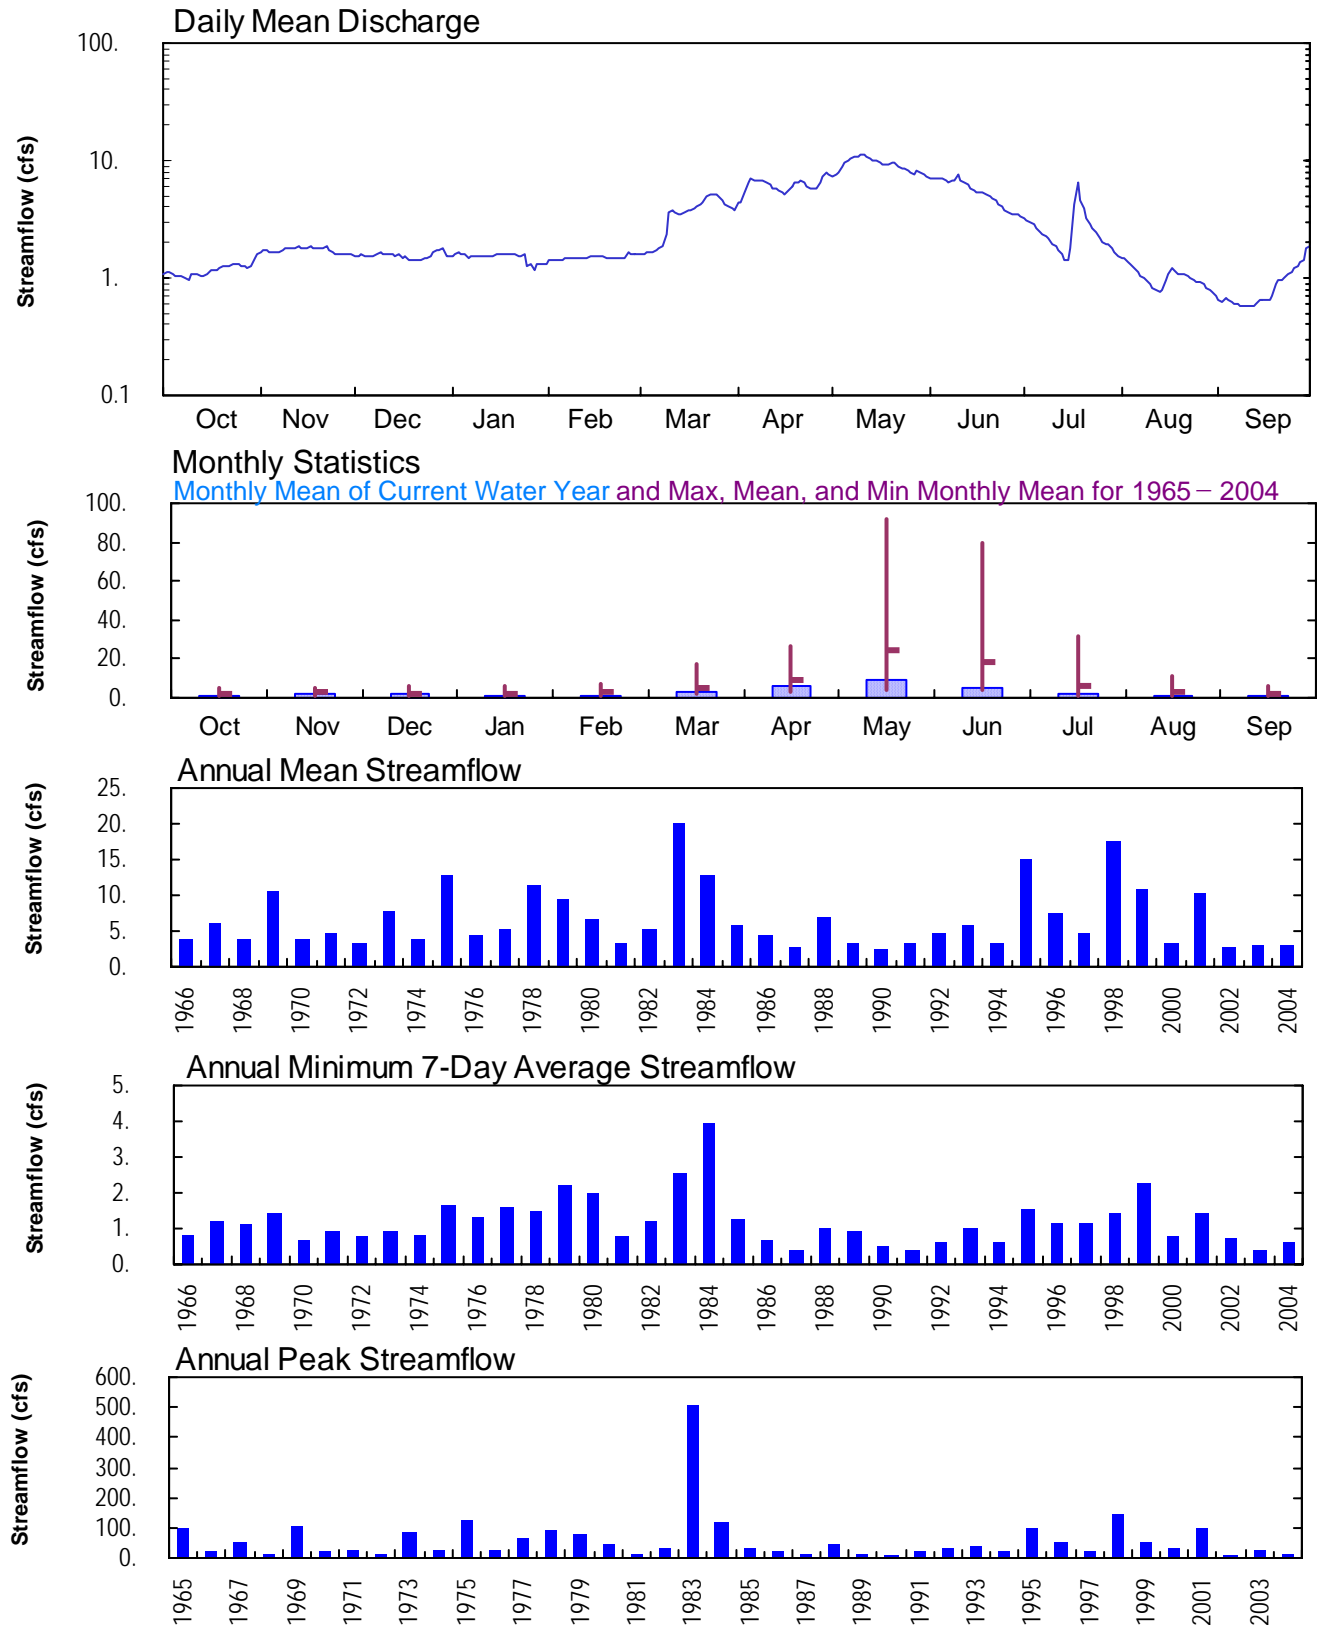 Daily Mean Discharge
Streamflow (cfs)
100.
10.
1.
0.1
Oct Nov Dec Jan Feb Mar Apr May Jun Jul Aug Sep
Monthly Statistics
Monthly Mean of Current Water Year and Max, Mean, and Min Monthly Mean for 1965 – 2004
Streamflow (cfs)
100.
80.
60.
40.
20.
0.
Oct Nov Dec Jan Feb Mar Apr May Jun Jul Aug Sep
Annual Mean Streamflow
Streamflow (cfs)
25.
20.
15.
10.
5.
0.
1966 1968 1970 1972 1974 1976 1978 1980 1982 1984 1986 1988 1990 1992 1994 1996 1998 2000 2002 2004
Annual Minimum 7-Day Average Streamflow
Streamflow (cfs)
5.
4.
3.
2.
1.
0.
1966 1968 1970 1972 1974 1976 1978 1980 1982 1984 1986 1988 1990 1992 1994 1996 1998 2000 2002 2004
Annual Peak Streamflow
Streamflow (cfs)
600.
500.
400.
300.
200.
100.
0.
1965 1967 1969 1971 1973 1975 1977 1979 1981 1983 1985 1987 1989 1991 1993 1995 1997 1999 2001 2003